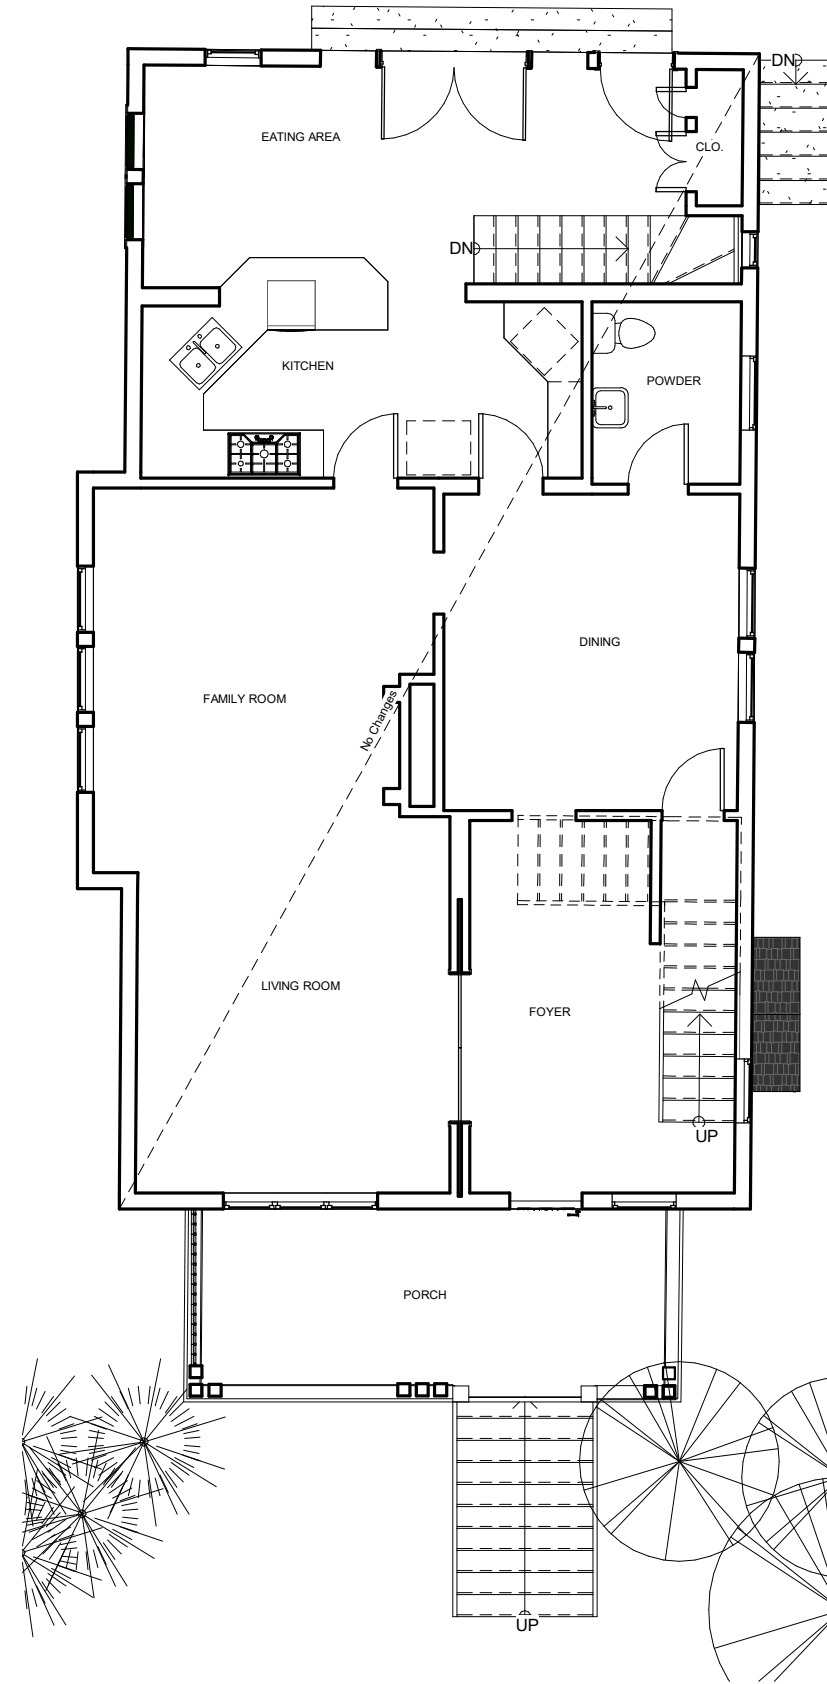 DN
EATING AREA
CLO.
DN
KITCHEN
POWDER
DINING
FAMILY ROOM
No Changes
LIVING ROOM
FOYER
UP
PORCH
UP